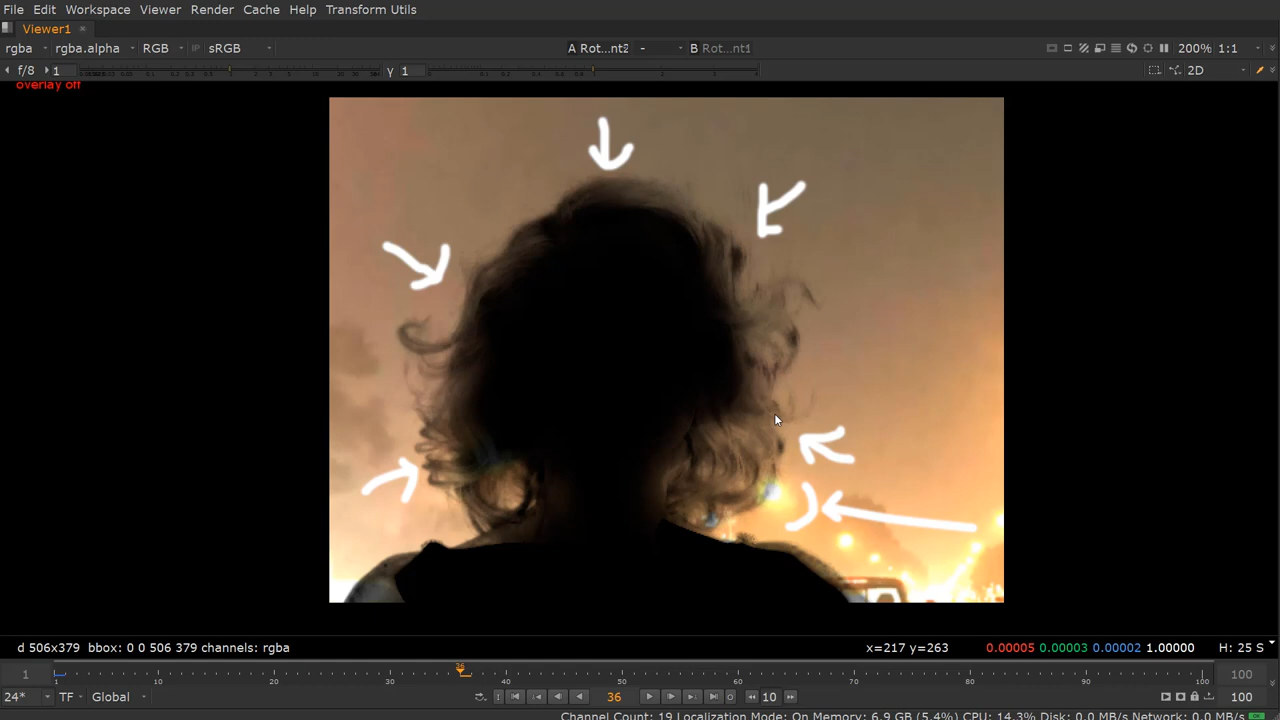 File Edit Workspace Viewer Render Cache Help Transform Utils
Viewer1
rgba rgba.alpha RGB IP sRGB A Rot...nt2 - B Rot...nt1 200% 1:1
f/8 1 γ 1 2D
overlay off
d 506x379 bbox: 0 0 506 379 channels: rgba x=217 y=263 0.00005 0.00003 0.00002 1.00000 H: 25 S
1 1 10 20 30 36 40 50 60 70 80 90 100 100
24* TF Global 36 10 100
Channel Count: 19 Localization Mode: On Memory: 6.9 GB (5.4%) CPU: 14.3% Disk: 0.0 MB/s Network: 0.0 MB/s